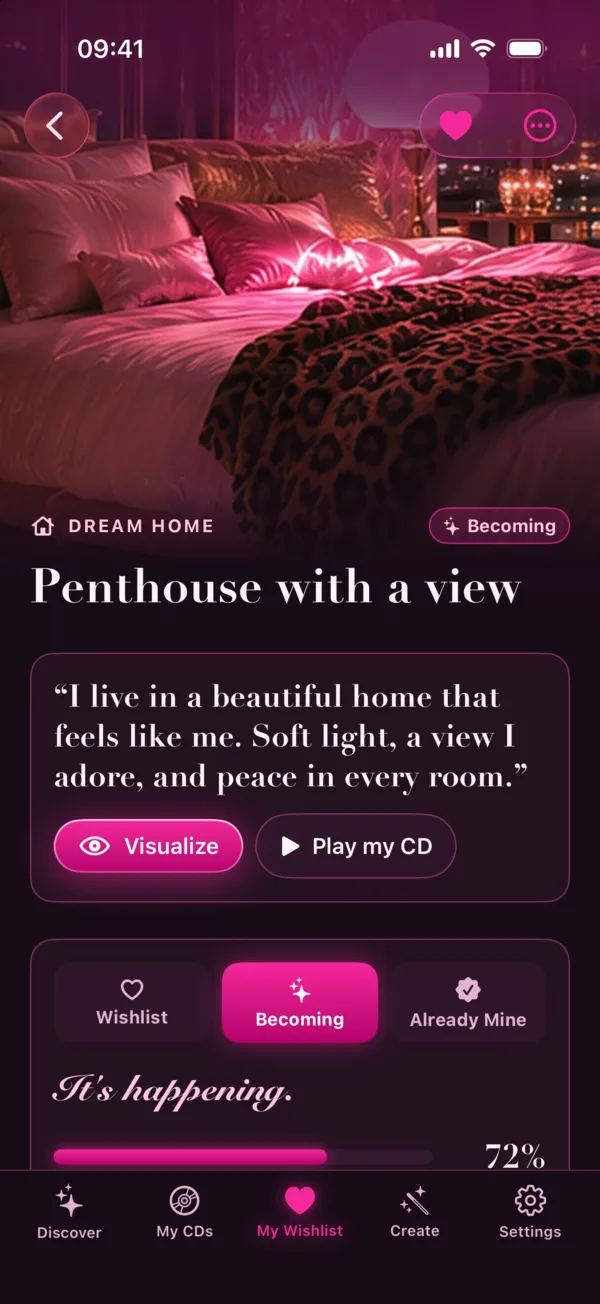 09:41
DREAM HOME
Becoming
Penthouse with a view
“I live in a beautiful home that
feels like me. Soft light, a view I
adore, and peace in every room.”
Visualize
Play my CD
Wishlist
Becoming
Already Mine
It's happening.
72%
Discover
My CDs
My Wishlist
Create
Settings